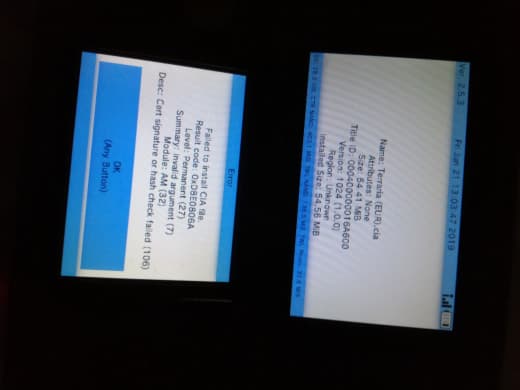 Ver. 2.5.3
Fri Jun 21 13:03:47 2019
Name: Terraria (EUR).cia
Attributes: None
Size: 54.41 MiB
Title ID: 000400000016A600
Version: 1024 (1.0.0)
Region: Unknown
Installed Size: 54.56 MiB
Error
Failed to install CIA file.
Result code: 0xD8E0806A
Level: Permanent (27)
Summary: Invalid argument (7)
Module: AM (32)
Desc: Cert signature or hash check failed (106)
OK
(Any Button)